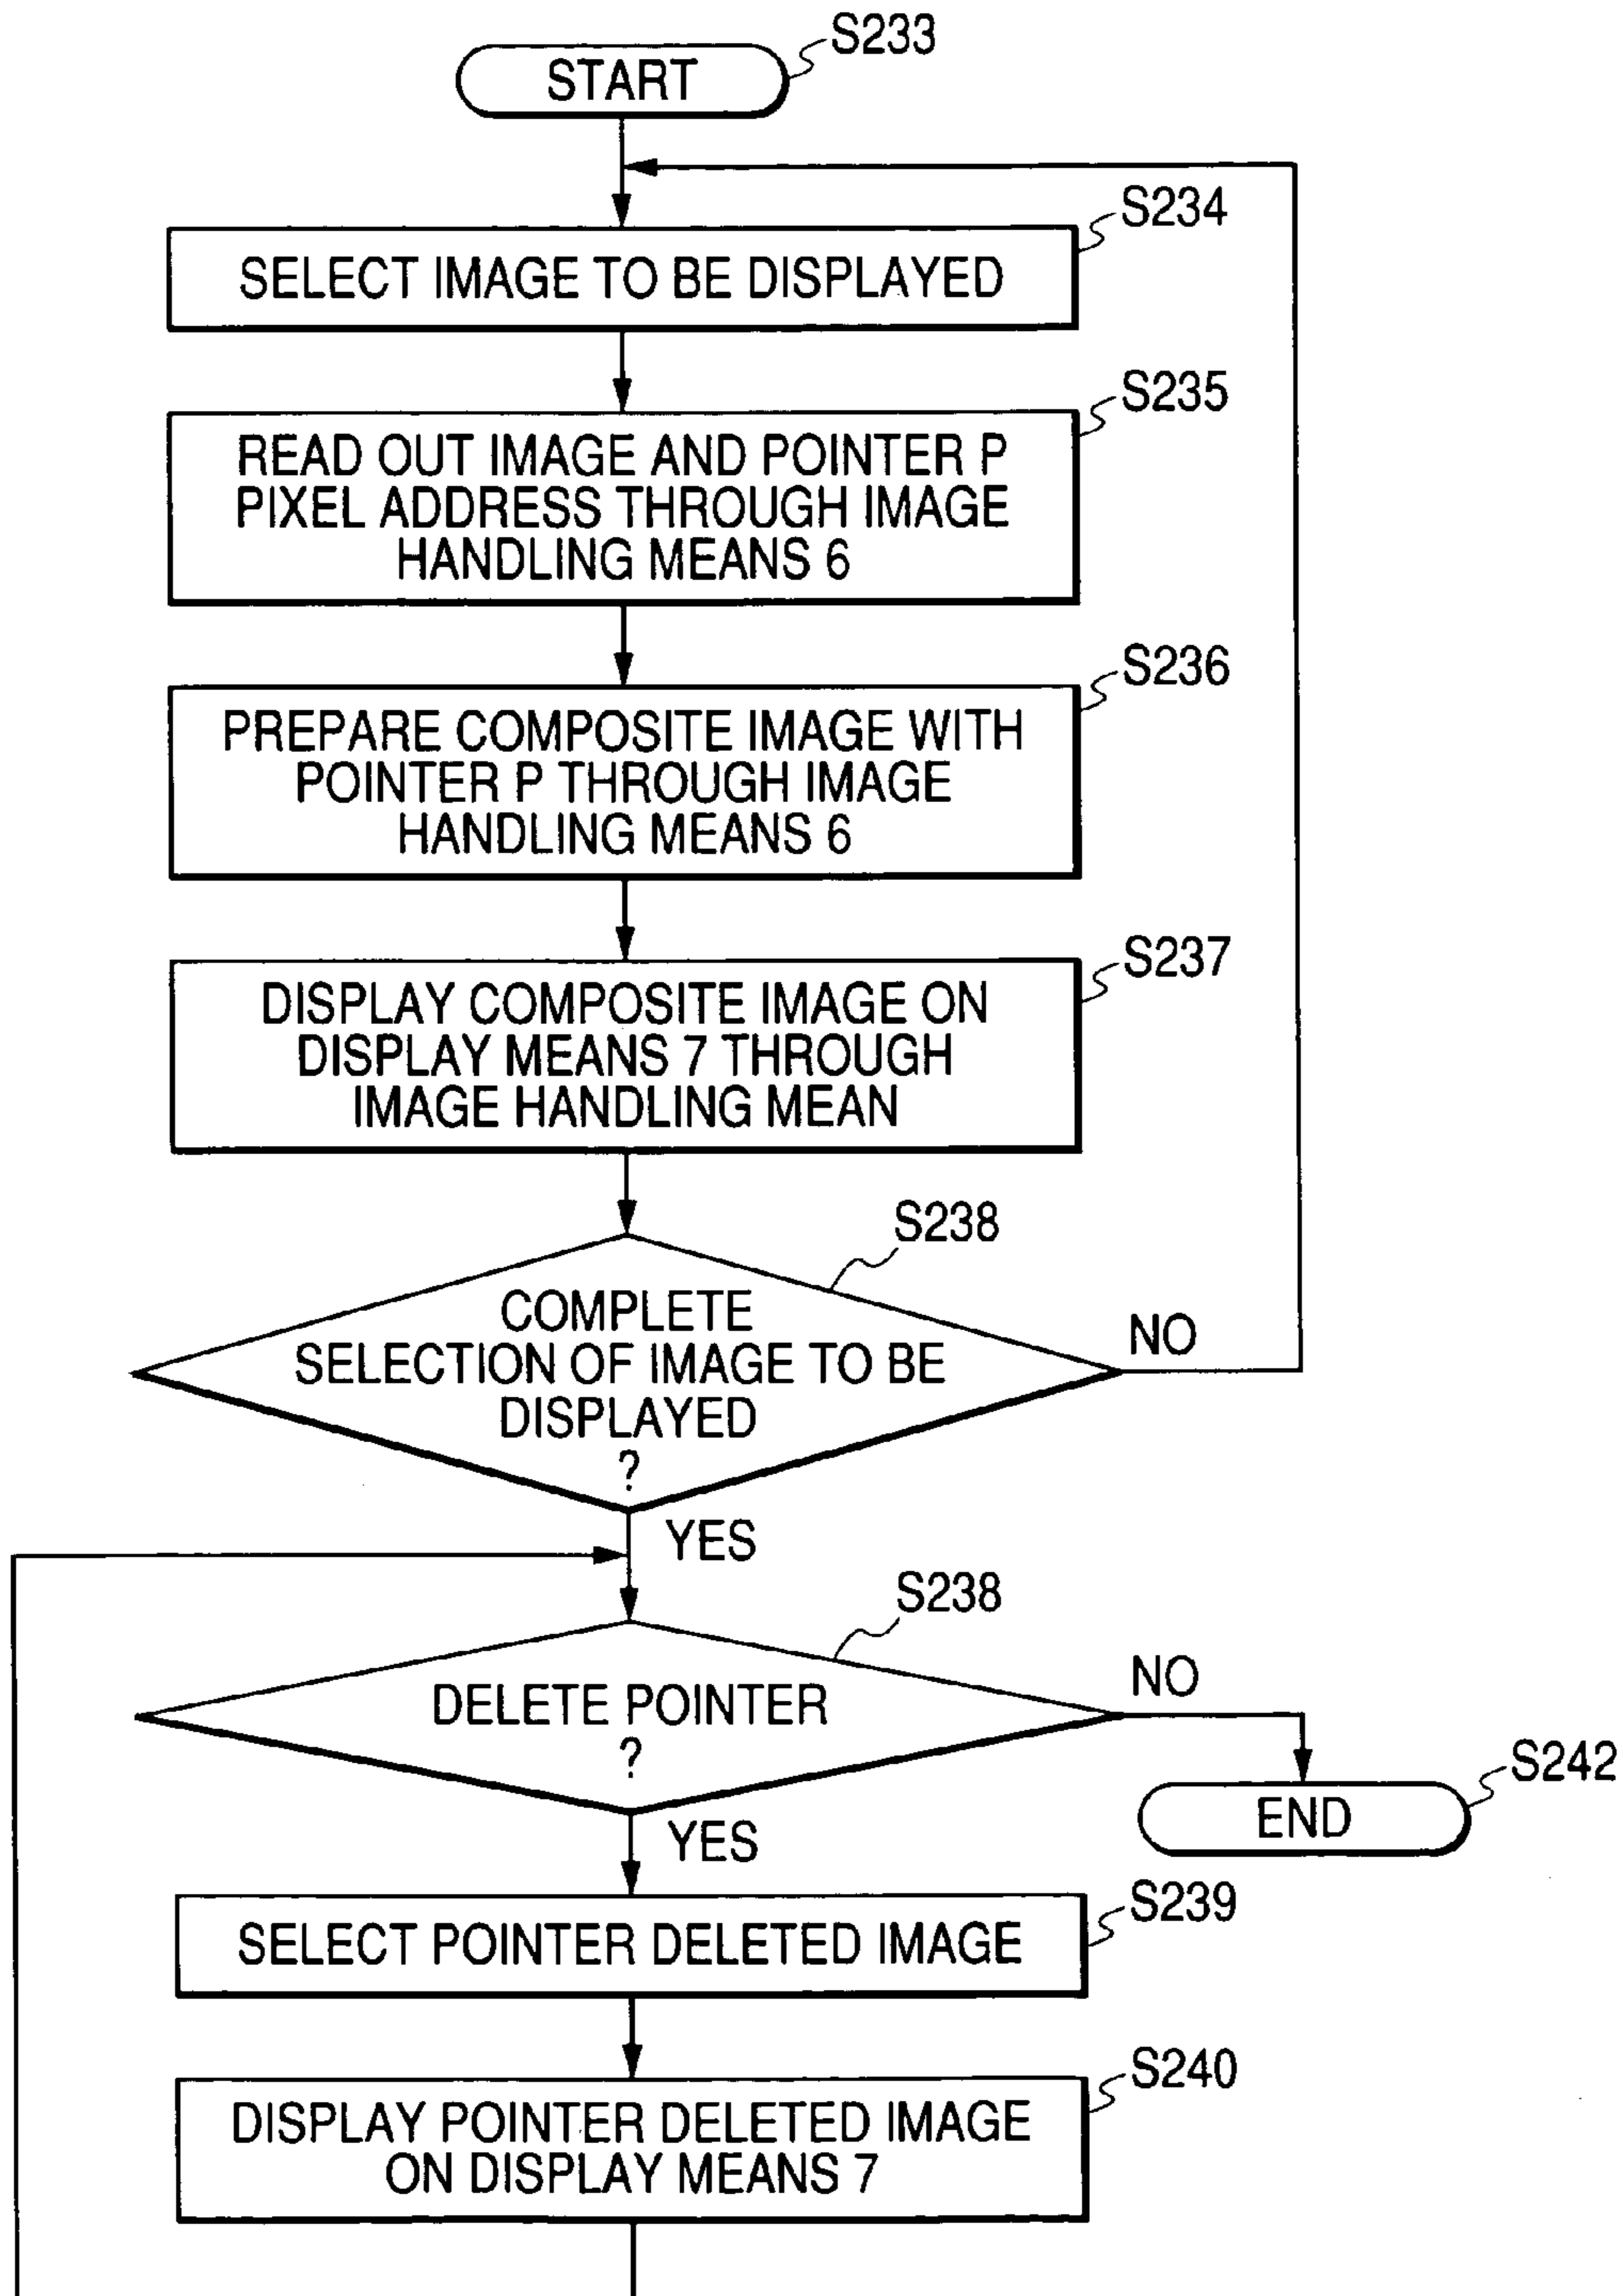 S233
START
S234
SELECT IMAGE TO BE DISPLAYED
S235
READ OUT IMAGE AND POINTER P
PIXEL ADDRESS THROUGH IMAGE
HANDLING MEANS 6
S236
PREPARE COMPOSITE IMAGE WITH
POINTER P THROUGH IMAGE
HANDLING MEANS 6
S237
DISPLAY COMPOSITE IMAGE ON
DISPLAY MEANS 7 THROUGH
IMAGE HANDLING MEAN
S238
COMPLETE
SELECTION OF IMAGE TO BE
DISPLAYED
?
NO
YES
S238
DELETE POINTER
?
NO
S242
END
YES
S239
SELECT POINTER DELETED IMAGE
S240
DISPLAY POINTER DELETED IMAGE
ON DISPLAY MEANS 7